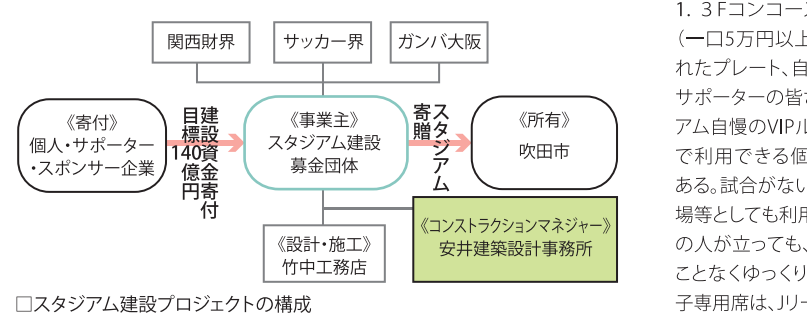 関西財界
サッカー界
ガンバ大阪
《寄付》
個人・サポーター
・スポンサー企業
建設資金寄付
目標140億円
《事業主》
スタジアム建設
募金団体
スタジアム
寄贈
《所有》
吹田市
《設計・施工》
竹中工務店
《コンストラクションマネジャー》
安井建築設計事務所
□スタジアム建設プロジェクトの構成
1. 3Fコンコー
（一口5万円以上
れたプレート、自
サポーターの皆
アム自慢のVIPル
で利用できる個
ある。試合がない
場等としても利用
の人が立っても、
ことなくゆっくり
子専用席は、Jリー